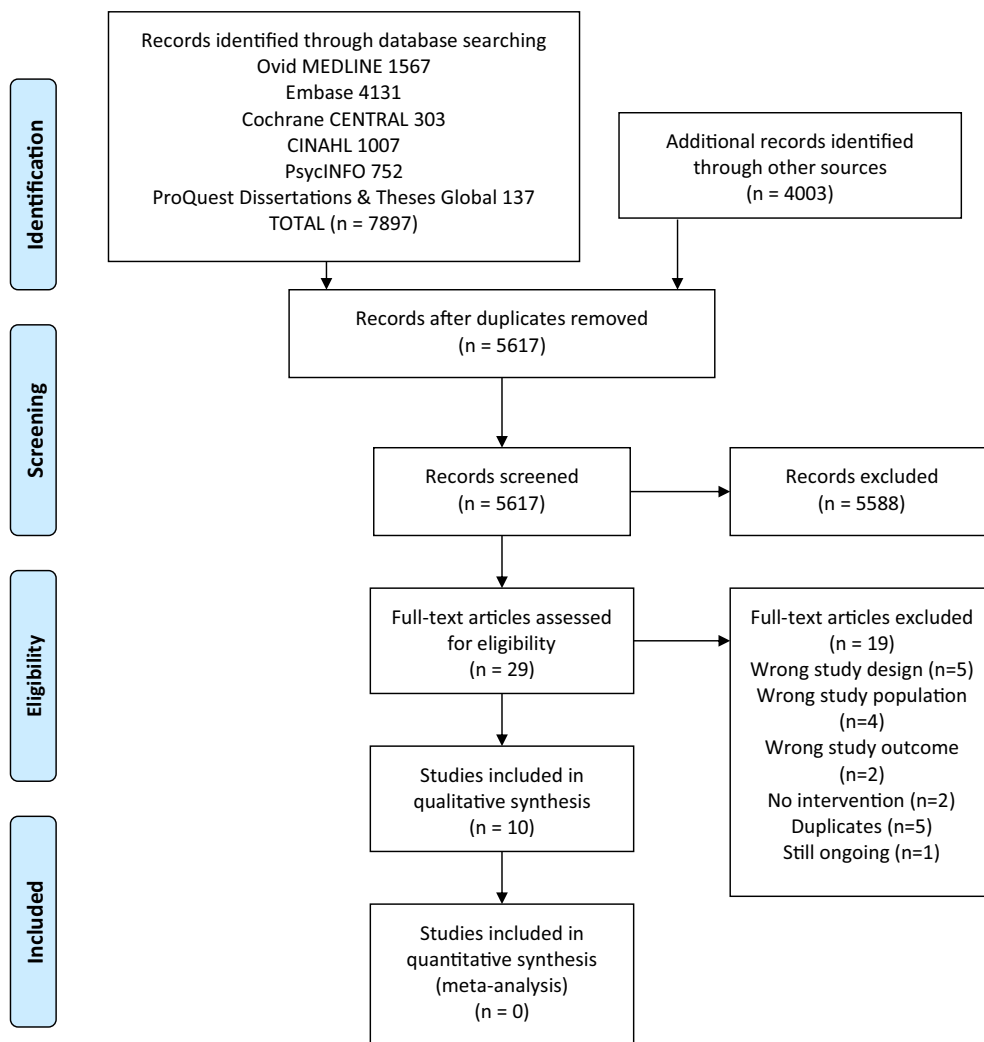 Identification
Records identified through database searching
Ovid MEDLINE 1567
Embase 4131
Cochrane CENTRAL 303
CINAHL 1007
PsycINFO 752
ProQuest Dissertations & Theses Global 137
TOTAL (n = 7897)
Additional records identified
through other sources
(n = 4003)
Records after duplicates removed
(n = 5617)
Screening
Records screened
(n = 5617)
Records excluded
(n = 5588)
Eligibility
Full-text articles assessed
for eligibility
(n = 29)
Full-text articles excluded
(n = 19)
Wrong study design (n=5)
Wrong study population
(n=4)
Wrong study outcome
(n=2)
No intervention (n=2)
Duplicates (n=5)
Still ongoing (n=1)
Studies included in
qualitative synthesis
(n = 10)
Included
Studies included in
quantitative synthesis
(meta-analysis)
(n = 0)